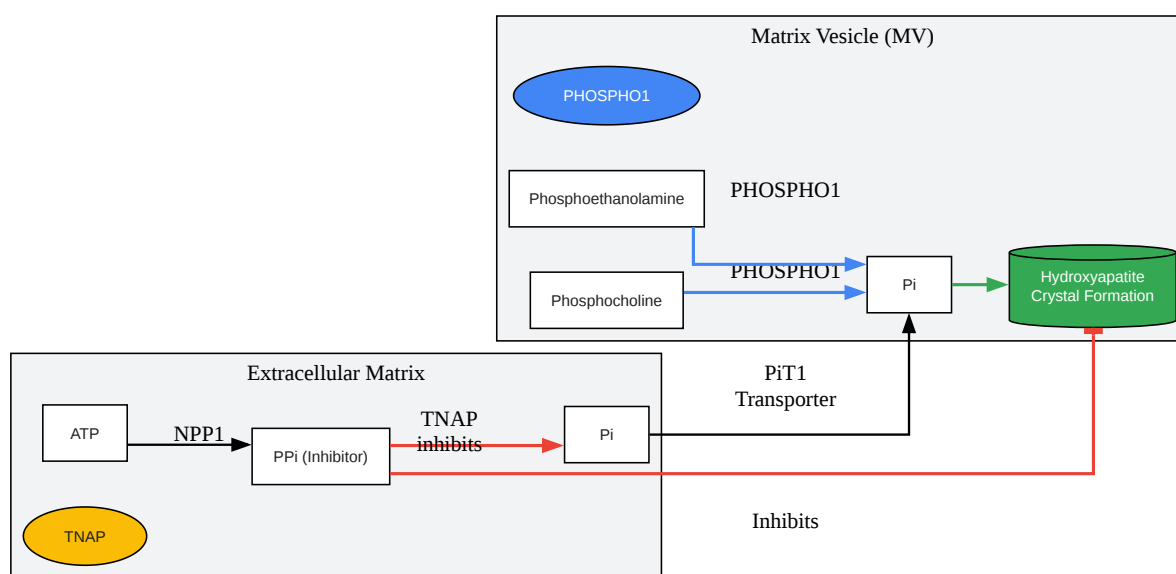 Matrix Vesicle (MV)
PHOSPHO1
Phosphoethanolamine
PHOSPHO1
PHOSPHO1
Phosphocholine
Pi
Hydroxyapatite
Crystal Formation
Extracellular Matrix
PiT1
Transporter
ATP
NPP1
PPi (Inhibitor)
TNAP
inhibits
Pi
TNAP
Inhibits